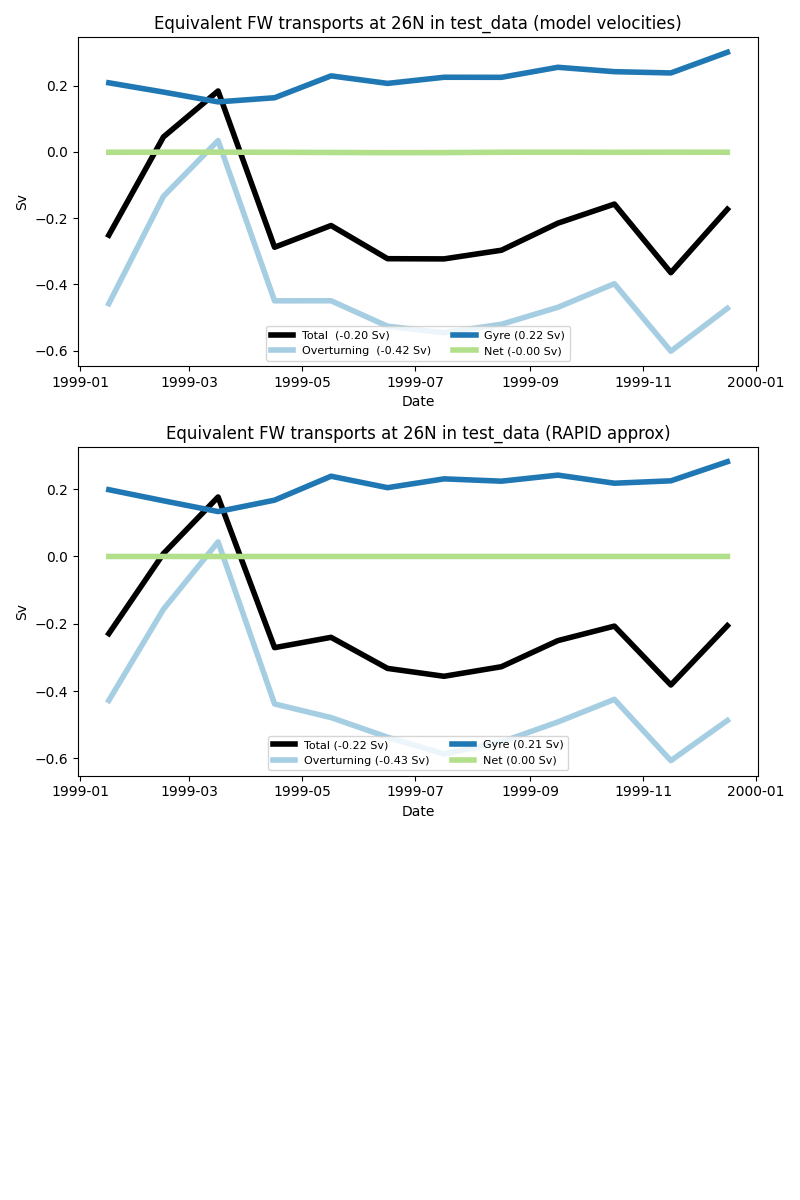 Equivalent FW transports at 26N in test_data (model velocities)
0.2
0.0
−0.2
−0.4
−0.6
Sv
Total  (-0.20 Sv)
Overturning  (-0.42 Sv)
Gyre (0.22 Sv)
Net (-0.00 Sv)
1999-01 1999-03 1999-05 1999-07 1999-09 1999-11 2000-01
Date
Equivalent FW transports at 26N in test_data (RAPID approx)
0.2
0.0
−0.2
−0.4
−0.6
Sv
Total (-0.22 Sv)
Overturning (-0.43 Sv)
Gyre (0.21 Sv)
Net (0.00 Sv)
1999-01 1999-03 1999-05 1999-07 1999-09 1999-11 2000-01
Date